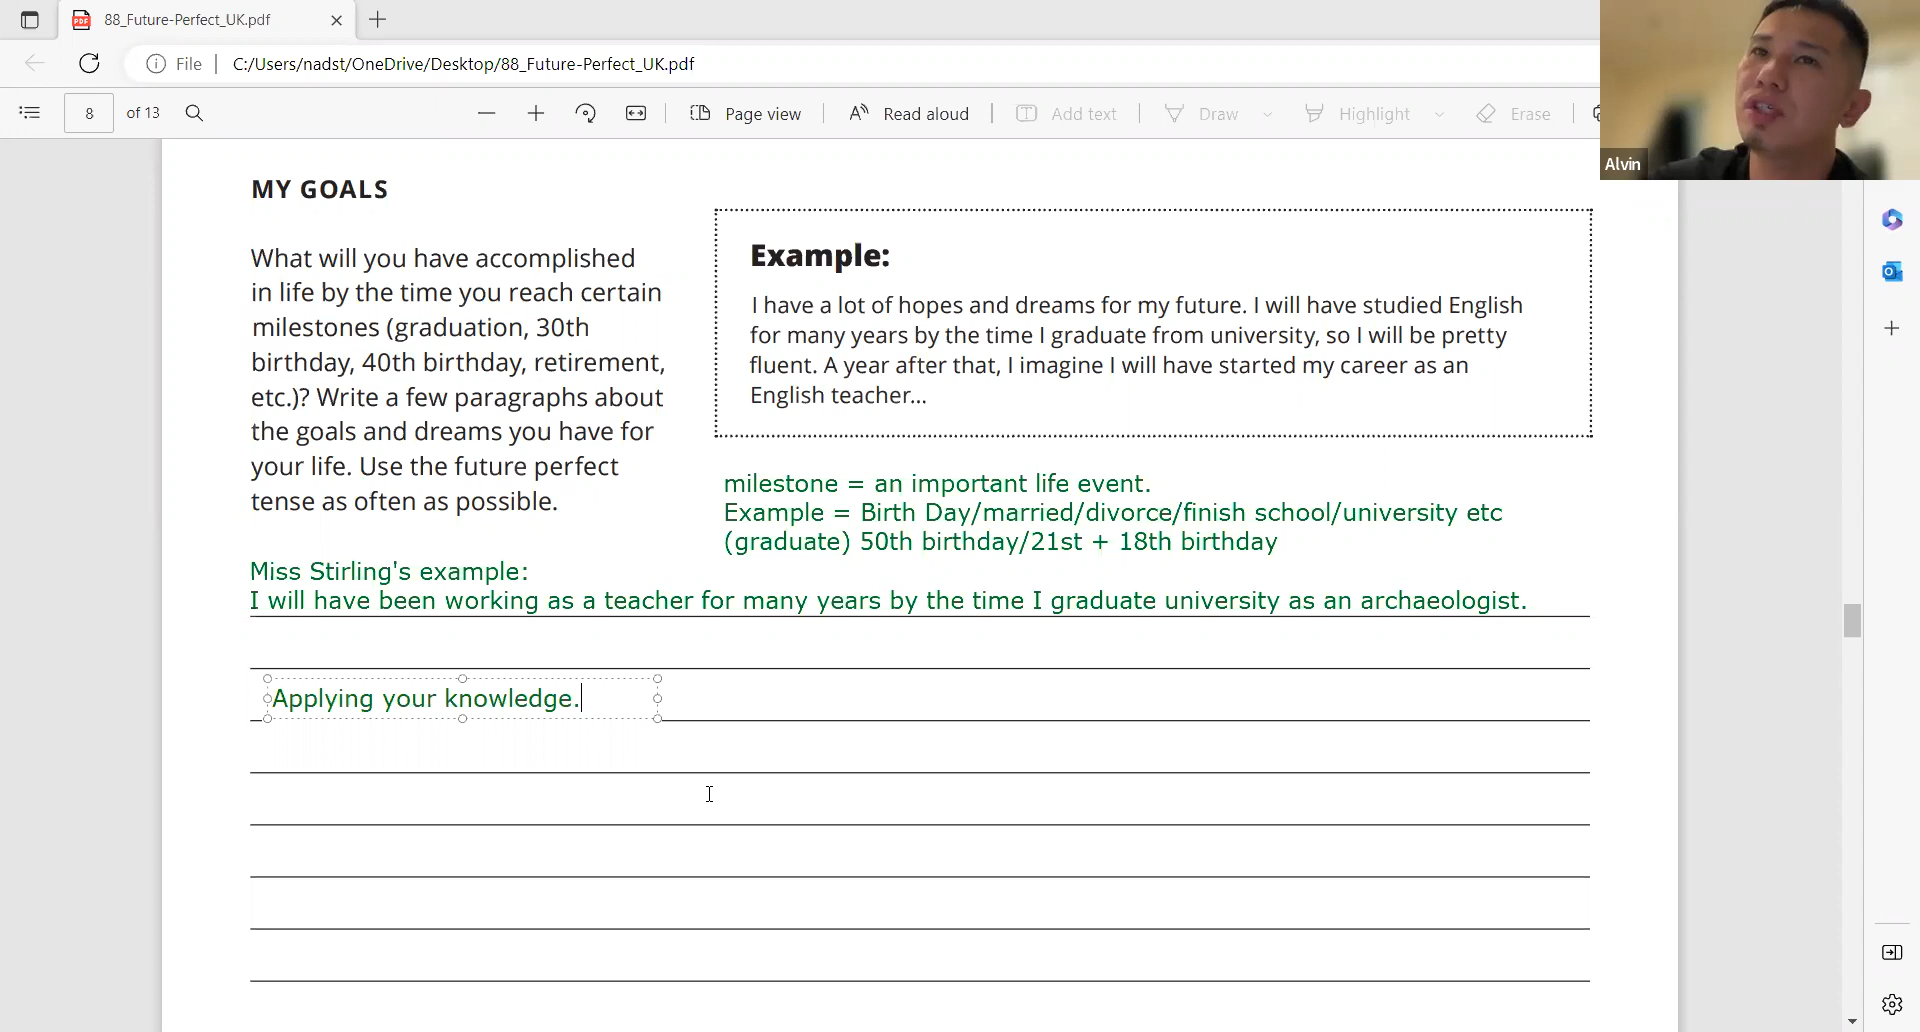 88_Future-Perfect_UK.pdf
File
C:/Users/nadst/OneDrive/Desktop/88_Future-Perfect_UK.pdf
8 of 13
Page view
Read aloud
Add text
Draw
Highlight
Erase
Alvin
MY GOALS
What will you have accomplished
in life by the time you reach certain
milestones (graduation, 30th
birthday, 40th birthday, retirement,
etc.)? Write a few paragraphs about
the goals and dreams you have for
your life. Use the future perfect
tense as often as possible.
Example:
I have a lot of hopes and dreams for my future. I will have studied English
for many years by the time I graduate from university, so I will be pretty
fluent. A year after that, I imagine I will have started my career as an
English teacher...
milestone = an important life event.
Example = Birth Day/married/divorce/finish school/university etc
(graduate) 50th birthday/21st + 18th birthday
Miss Stirling's example:
I will have been working as a teacher for many years by the time I graduate university as an archaeologist.
Applying your knowledge.